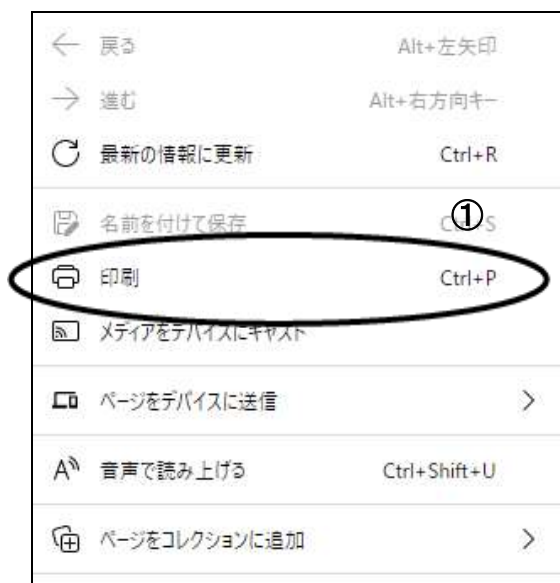 戻る Alt+左矢印
進む Alt+右方向キー
最新の情報に更新 Ctrl+R
①
名前を付けて保存 Ctrl+S
印刷 Ctrl+P
メディアをデバイスにキャスト
ページをデバイスに送信
音声で読み上げる Ctrl+Shift+U
ページをコレクションに追加